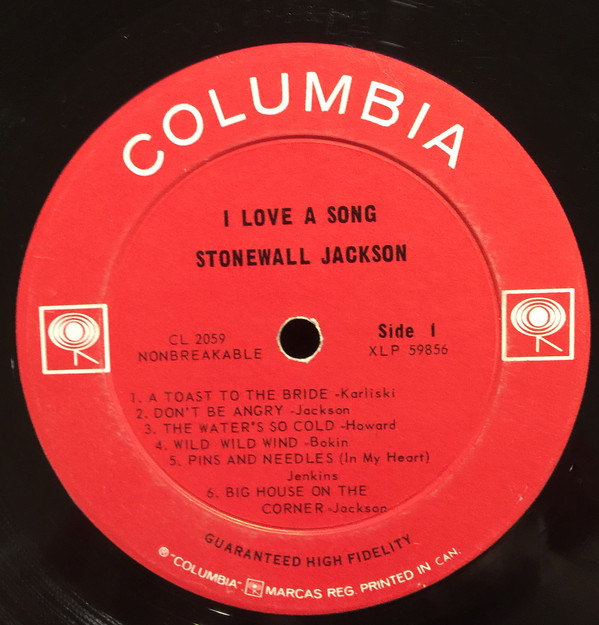 COLUMBIA
I LOVE A SONG
STONEWALL JACKSON
CL 2059
NONBREAKABLE
Side 1
XLP 59856
1. A TOAST TO THE BRIDE -Karliski
2. DON'T BE ANGRY -Jackson
3. THE WATER'S SO COLD -Howard
4. WILD WILD WIND -Bokin
5. PINS AND NEEDLES (In My Heart)
Jenkins
6. BIG HOUSE ON THE
CORNER -Jackson
GUARANTEED HIGH FIDELITY
® "COLUMBIA", MARCAS REG. PRINTED IN CAN.